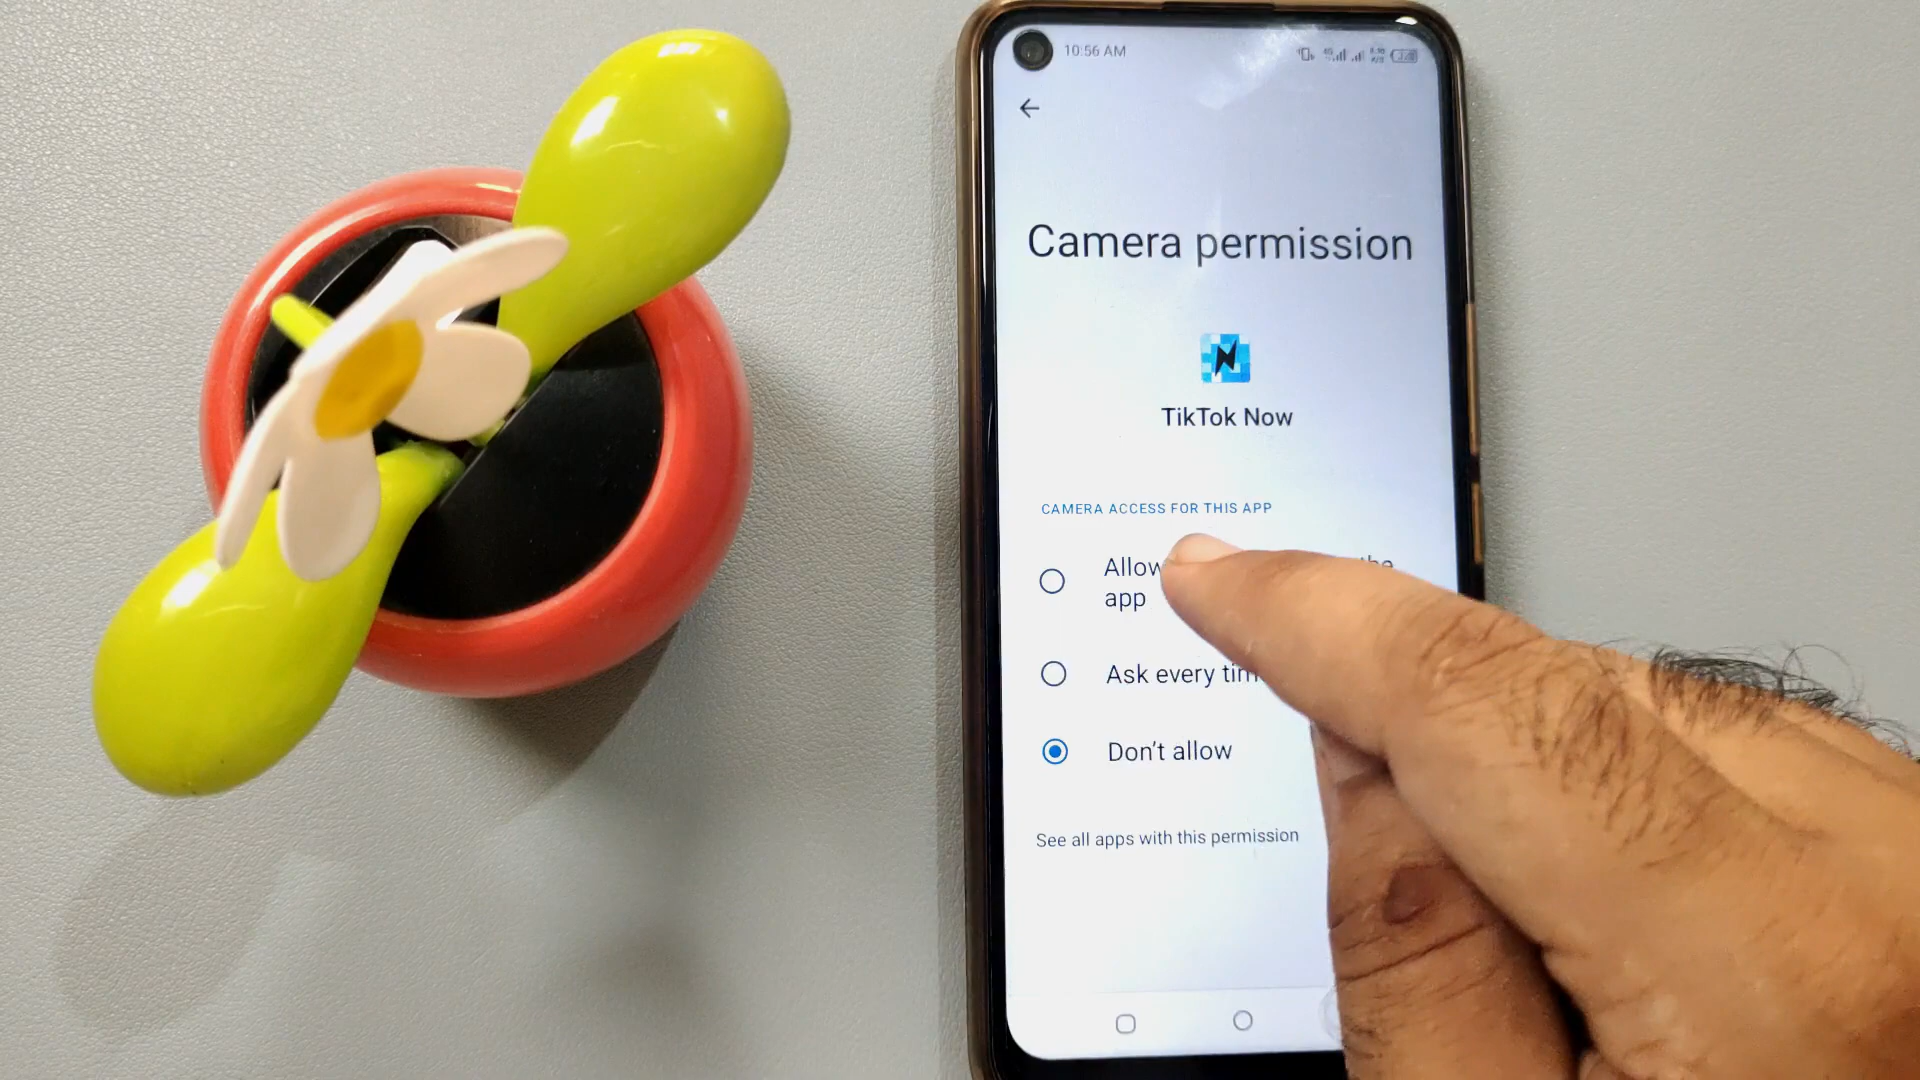 10:56 AM
Camera permission
TikTok Now
CAMERA ACCESS FOR THIS APP
Allow the
app
Ask every
Don't allow
See all apps with this permission